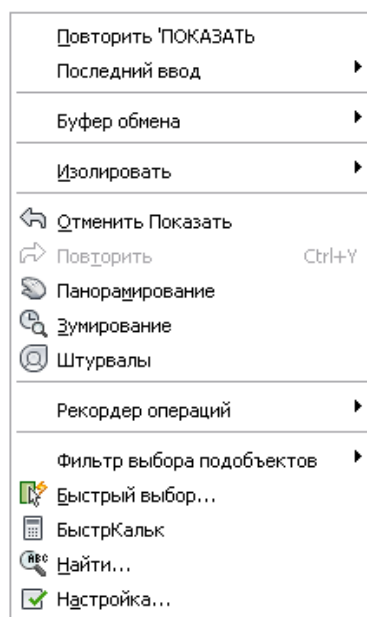 Повторить 'ПОКАЗАТЬ
Последний ввод
Буфер обмена
Изолировать
Отменить Показать
Повторить Ctrl+Y
Панорамирование
Зумирование
Штурвалы
Рекордер операций
Фильтр выбора подобъектов
Быстрый выбор...
БыстрКальк
ABC
Найти...
Настройка...